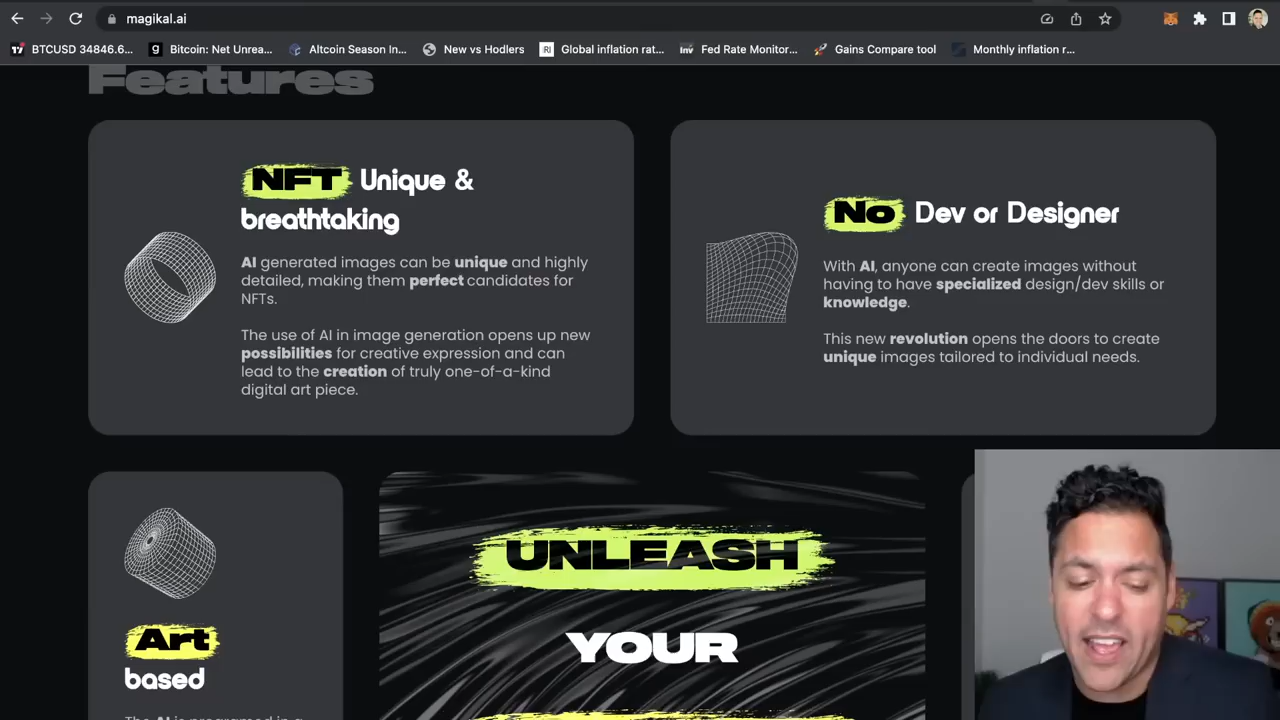 magikal.ai
BTCUSD 34846.6... Bitcoin: Net Unrea... Altcoin Season In... New vs Hodlers Global inflation rat... Fed Rate Monitor... Gains Compare tool Monthly inflation r...
Features
NFT Unique &
breathtaking
AI generated images can be unique and highly
detailed, making them perfect candidates for
NFTs.
The use of AI in image generation opens up new
possibilities for creative expression and can
lead to the creation of truly one-of-a-kind
digital art piece.
No Dev or Designer
With AI, anyone can create images without
having to have specialized design/dev skills or
knowledge.
This new revolution opens the doors to create
unique images tailored to individual needs.
Art
based
The AI is programed in a
UNLEASH
YOUR